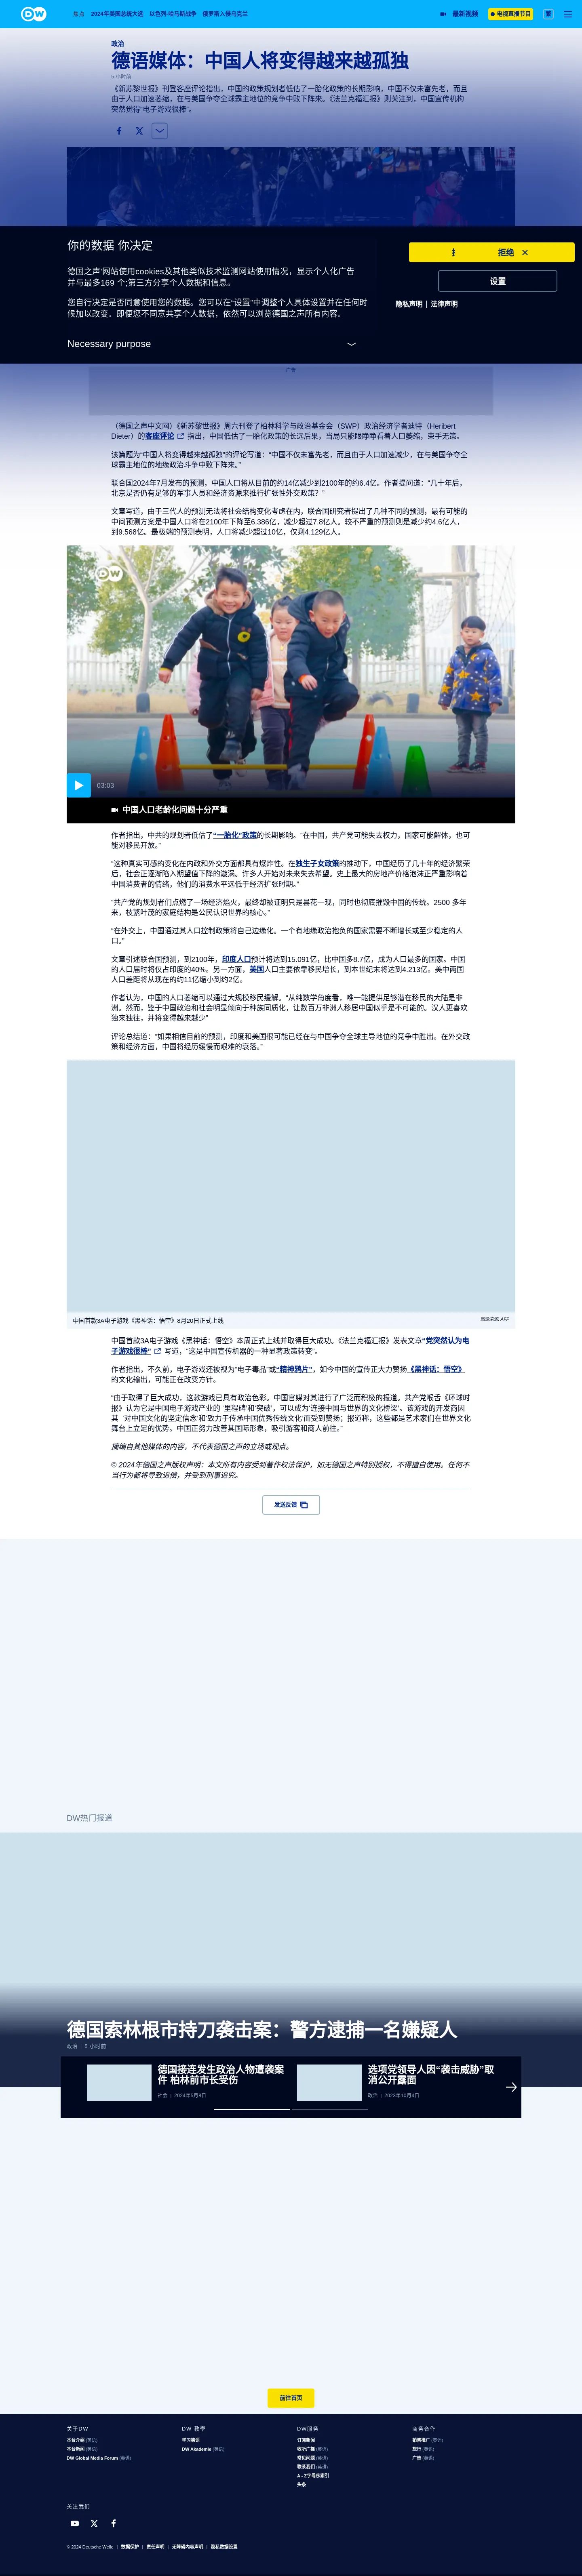 DW
焦点 2024年美国总统大选 以色列-哈马斯战争 俄罗斯入侵乌克兰
最新视频
电视直播节目
繁
政治
德语媒体：中国人将变得越来越孤独
5 小时前
《新苏黎世报》刊登客座评论指出，中国的政策规划者低估了一胎化政策的长期影响，中国不仅未富先老，而且
由于人口加速萎缩，在与美国争夺全球霸主地位的竞争中败下阵来。《法兰克福汇报》则关注到，中国宣传机构
突然觉得“电子游戏很棒”。
你的数据 你决定
德国之声'网站使用cookies及其他类似技术监测网站使用情况，显示个人化广告
并与最多169 个;第三方分享个人数据和信息。
您自行决定是否同意使用您的数据。您可以在“设置”中调整个人具体设置并在任何时
候加以改变。即便您不同意共享个人数据，依然可以浏览德国之声所有内容。
Necessary purpose
拒绝
设置
隐私声明 | 法律声明
广告
（德国之声中文网）《新苏黎世报》周六刊登了柏林科学与政治基金会（SWP）政治经济学者迪特（Heribert
Dieter）的客座评论 指出，中国低估了一胎化政策的长远后果，当局只能眼睁睁看着人口萎缩，束手无策。
该篇题为“中国人将变得越来越孤独”的评论写道：“中国不仅未富先老，而且由于人口加速减少，在与美国争夺全
球霸主地位的地缘政治斗争中败下阵来。”
联合国2024年7月发布的预测，中国人口将从目前的约14亿减少到2100年的约6.4亿。作者提问道：“几十年后，
北京是否仍有足够的军事人员和经济资源来推行扩张性外交政策？“
文章写道，由于三代人的预测无法将社会结构变化考虑在内，联合国研究者提出了几种不同的预测，最有可能的
中间预测方案是中国人口将在2100年下降至6.386亿，减少超过7.8亿人。较不严重的预测则是减少约4.6亿人，
到9.568亿。最极端的预测表明，人口将减少超过10亿，仅剩4.129亿人。
DW
03:03
中国人口老龄化问题十分严重
作者指出，中共的规划者低估了“一胎化”政策的长期影响。“在中国，共产党可能失去权力，国家可能解体，也可
能对移民开放。”
“这种真实可感的变化在内政和外交方面都具有爆炸性。在独生子女政策的推动下，中国经历了几十年的经济繁荣
后，社会正逐渐陷入期望值下降的漩涡。许多人开始对未来失去希望。史上最大的房地产价格泡沫正严重影响着
中国消费者的情绪，他们的消费水平远低于经济扩张时期。”
“共产党的规划者们点燃了一场经济焰火，最终却被证明只是昙花一现，同时也彻底摧毁中国的传统。2500 多年
来，枝繁叶茂的家庭结构是公民认识世界的核心。”
“在外交上，中国通过其人口控制政策将自己边缘化。一个有地缘政治抱负的国家需要不断增长或至少稳定的人
口。”
文章引述联合国预测，到2100年，印度人口预计将达到15.091亿，比中国多8.7亿，成为人口最多的国家。中国
的人口届时将仅占印度的40%。另一方面，美国人口主要依靠移民增长，到本世纪末将达到4.213亿。美中两国
人口差距将从现在的约11亿缩小到约2亿。
作者认为，中国的人口萎缩可以通过大规模移民缓解。“从纯数学角度看，唯一能提供足够潜在移民的大陆是非
洲。然而，鉴于中国政治和社会明显倾向于种族同质化，让数百万非洲人移居中国似乎是不可能的。汉人更喜欢
独来独往，并将变得越来越少”
评论总结道：“如果相信目前的预测，印度和美国很可能已经在与中国争夺全球主导地位的竞争中胜出。在外交政
策和经济方面，中国将经历缓慢而艰难的衰落。”
中国首款3A电子游戏《黑神话：悟空》8月20日正式上线
图像来源: AFP
中国首款3A电子游戏《黑神话：悟空》本周正式上线并取得巨大成功。《法兰克福汇报》发表文章“党突然认为电
子游戏很棒” 写道，“这是中国宣传机器的一种显著政策转变”。
作者指出，不久前，电子游戏还被视为“电子毒品”或“精神鸦片”，如今中国的宣传正大力赞扬《黑神话：悟空》
的文化输出，可能正在改变方针。
“由于取得了巨大成功，这款游戏已具有政治色彩。中国官媒对其进行了广泛而积极的报道。共产党喉舌《环球时
报》认为它是中国电子游戏产业的 ‘里程碑’和‘突破’，可以成为‘连接中国与世界的文化桥梁’。该游戏的开发商因
其 ‘对中国文化的坚定信念’和‘致力于传承中国优秀传统文化’而受到赞扬；报道称，这些都是艺术家们在世界文化
舞台上立足的优势。中国正努力改善其国际形象，吸引游客和商人前往。”
摘编自其他媒体的内容，不代表德国之声的立场或观点。
© 2024年德国之声版权声明：本文所有内容受到著作权法保护，如无德国之声特别授权，不得擅自使用。任何不
当行为都将导致追偿，并受到刑事追究。
发送反馈
DW热门报道
德国索林根市持刀袭击案：警方逮捕一名嫌疑人
政治 | 5 小时前
德国接连发生政治人物遭袭案
件 柏林前市长受伤
社会 | 2024年5月8日
选项党领导人因“袭击威胁”取
消公开露面
政治 | 2023年10月4日
前往首页
关于DW
本台介绍 (英语)
本台新闻 (英语)
DW Global Media Forum (英语)
DW 教学
学习德语
DW Akademie (英语)
DW服务
订阅新闻
收听广播 (英语)
常见问题 (英语)
联系我们 (英语)
A - Z字母序索引
头条
商务合作
销售推广 (英语)
旅行 (英语)
广告 (英语)
关注我们
© 2024 Deutsche Welle | 数据保护 | 责任声明 | 无障碍内容声明 | 隐私数据设置